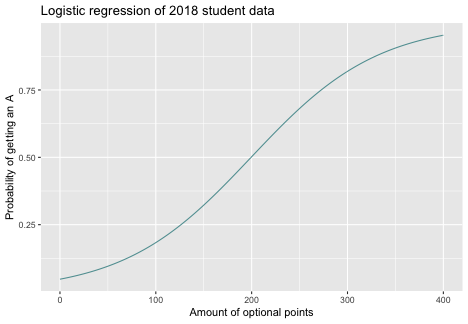 Logistic regression of 2018 student data
Probability of getting an A
0.75
0.50
0.25
0 100 200 300 400
Amount of optional points